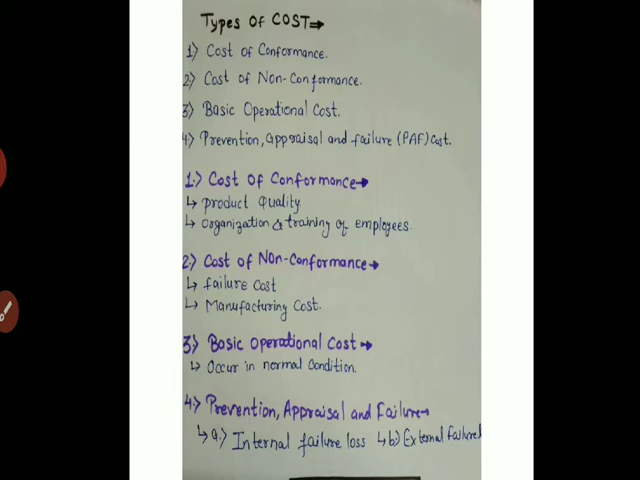 Types Of COST→
1) Cost of Conformance.
2) Cost of Non-Conformance.
3) Basic Operational Cost.
4) Prevention, appraisal and failure (PAF) Cost.
1.) Cost Of Conformance→
↳ Product Quality
↳ Organization & training of employees.
2.) Cost of Non-Conformance→
↳ failure Cost
↳ Manufacturing Cost.
3) Basic Operational Cost→
↳ Occur in normal Condition.
4.) Prevention, Appraisal and Failure→
↳ a.) Internal failure loss ↳ b) External failure